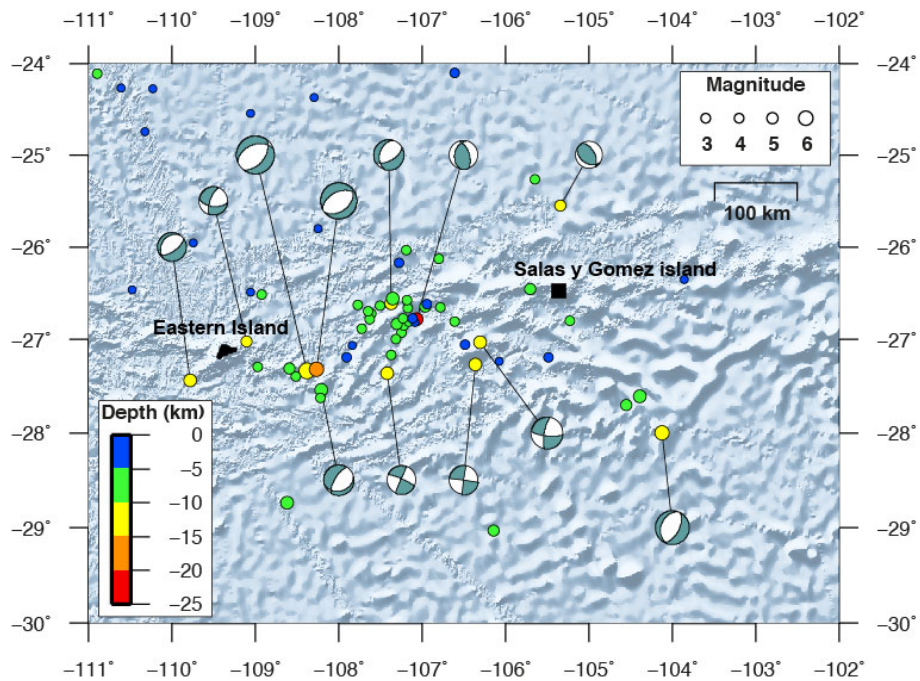 −110° −109° −108° −107° −106° −105° −104° −103° −102°
−24° −24°
Magnitude
3 4 5 6
−25° −25°
100 km
−26° −26°
Salas y Gomez island
Eastern Island
−27° −27°
Depth (km)
0
−5
−10
−15
−20
−25
−28° −28°
−29° −29°
−30° −30°
−111° −110° −109° −108° −107° −106° −105° −104° −103° −102°